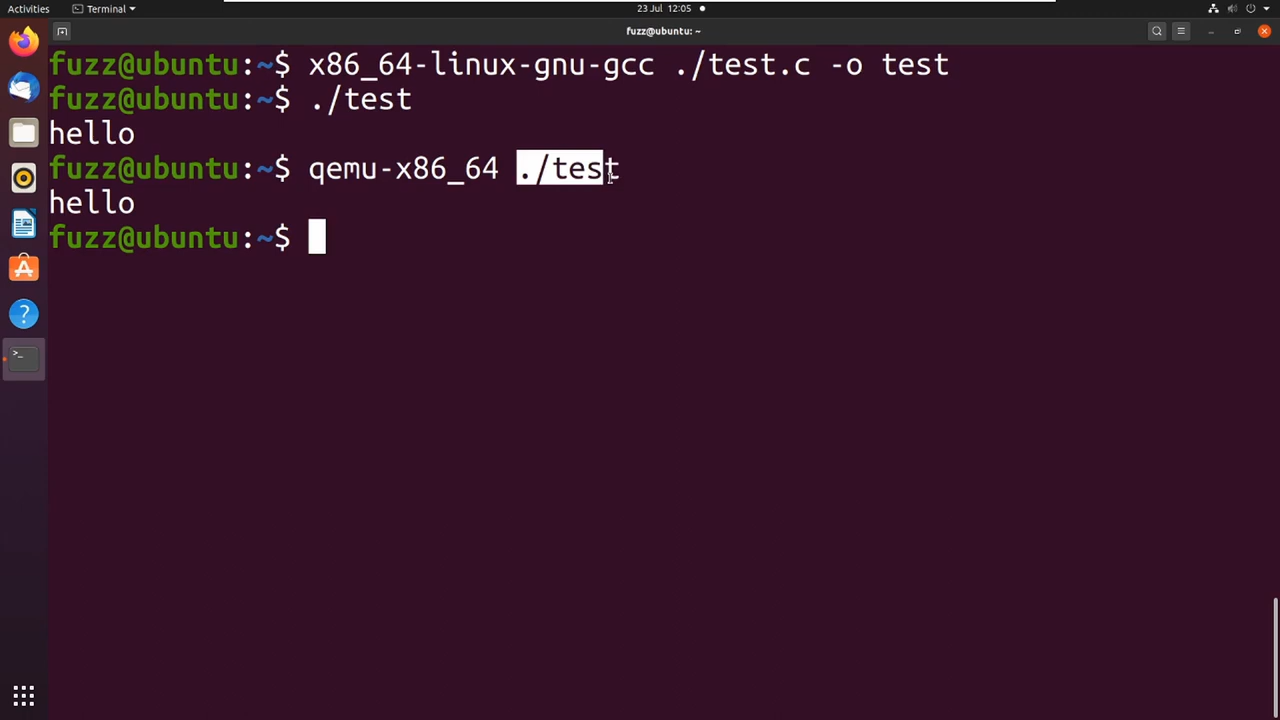 Activities Terminal 23 Jul 12:05
fuzz@ubuntu: ~
fuzz@ubuntu:~$ x86_64-linux-gnu-gcc ./test.c -o test
fuzz@ubuntu:~$ ./test
hello
fuzz@ubuntu:~$ qemu-x86_64 ./test
hello
fuzz@ubuntu:~$